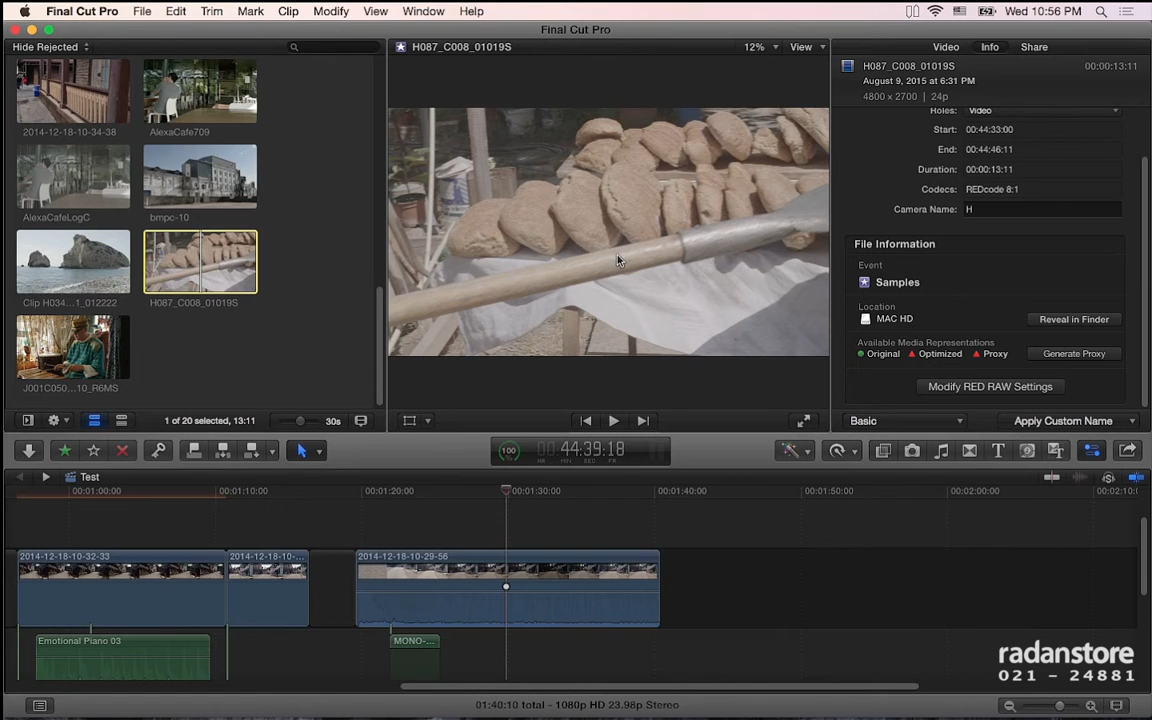 Final Cut Pro File Edit Trim Mark Clip Modify View Window Help Wed 10:56 PM
Final Cut Pro
Hide Rejected H087_C008_01019S 12% View Video Info Share
H087_C008_01019S 00:00:13:11
August 9, 2015 at 6:31 PM
4800 x 2700 | 24p
Roles: Video
Start: 00:44:33:00
End: 00:44:46:11
Duration: 00:00:13:11
Codecs: REDcode 8:1
Camera Name: H
File Information
Event
Samples
Location
MAC HD Reveal in Finder
Available Media Representations
Original Optimized Proxy Generate Proxy
Modify RED RAW Settings
Basic Apply Custom Name
2014-12-18-10-34-38 AlexaCafe709
AlexaCafeLogC bmpc-10
Clip H034...1_012222 H087_C008_01019S
J001C050...10_R6MS
1 of 20 selected, 13:11 30s
100 44:39:18
HR MIN SEC FR
Test
00:01:00:00 00:01:10:00 00:01:20:00 00:01:30:00 00:01:40:00 00:01:50:00 00:02:00:00 00:02:10:
2014-12-18-10-32-33 2014-12-18-10-... 2014-12-18-10-29-56
Emotional Piano 03 MONO-...
radanstore
021 - 24881
01:40:10 total - 1080p HD 23.98p Stereo